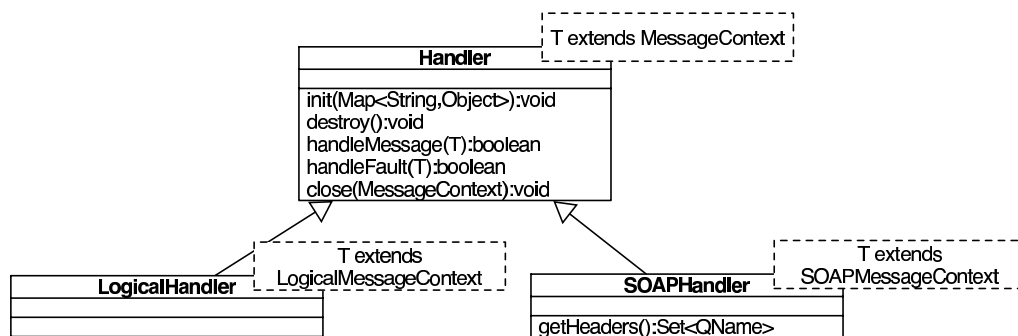 T extends MessageContext
Handler
init(Map<String,Object>):void
destroy():void
handleMessage(T):boolean
handleFault(T):boolean
close(MessageContext):void
T extends
LogicalMessageContext
LogicalHandler
T extends
SOAPMessageContext
SOAPHandler
getHeaders():Set<QName>